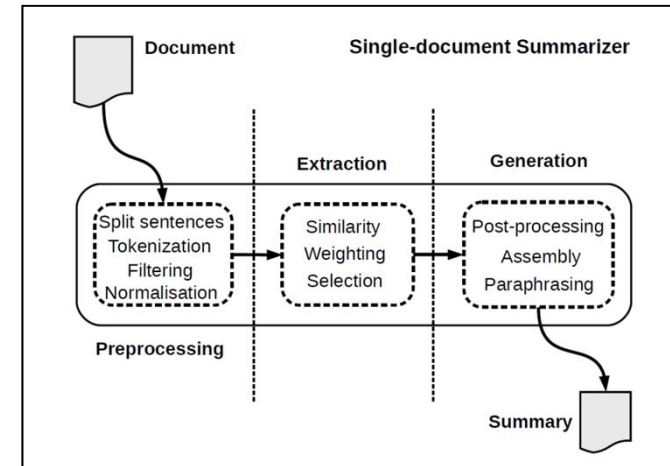 Document
Single-document Summarizer
Extraction
Generation
Split sentences
Tokenization
Filtering
Normalisation
Similarity
Weighting
Selection
Post-processing
Assembly
Paraphrasing
Preprocessing
Summary